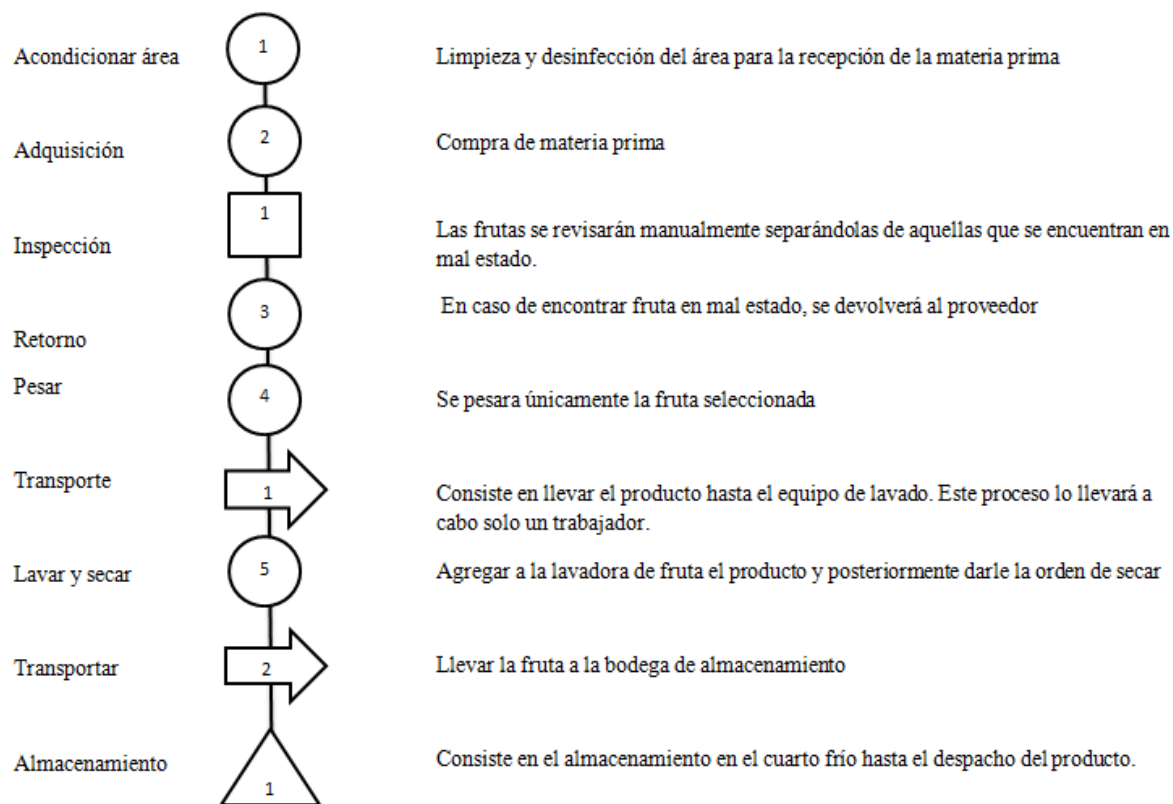 Acondicionar área
1
Limpieza y desinfección del área para la recepción de la materia prima
Adquisición
2
Compra de materia prima
Inspección
1
Las frutas se revisarán manualmente separándolas de aquellas que se encuentran en
mal estado.
Retorno
3
En caso de encontrar fruta en mal estado, se devolverá al proveedor
Pesar
4
Se pesara únicamente la fruta seleccionada
Transporte
1
Consiste en llevar el producto hasta el equipo de lavado. Este proceso lo llevará a
cabo solo un trabajador.
Lavar y secar
5
Agregar a la lavadora de fruta el producto y posteriormente darle la orden de secar
Transportar
2
Llevar la fruta a la bodega de almacenamiento
Almacenamiento
1
Consiste en el almacenamiento en el cuarto frío hasta el despacho del producto.